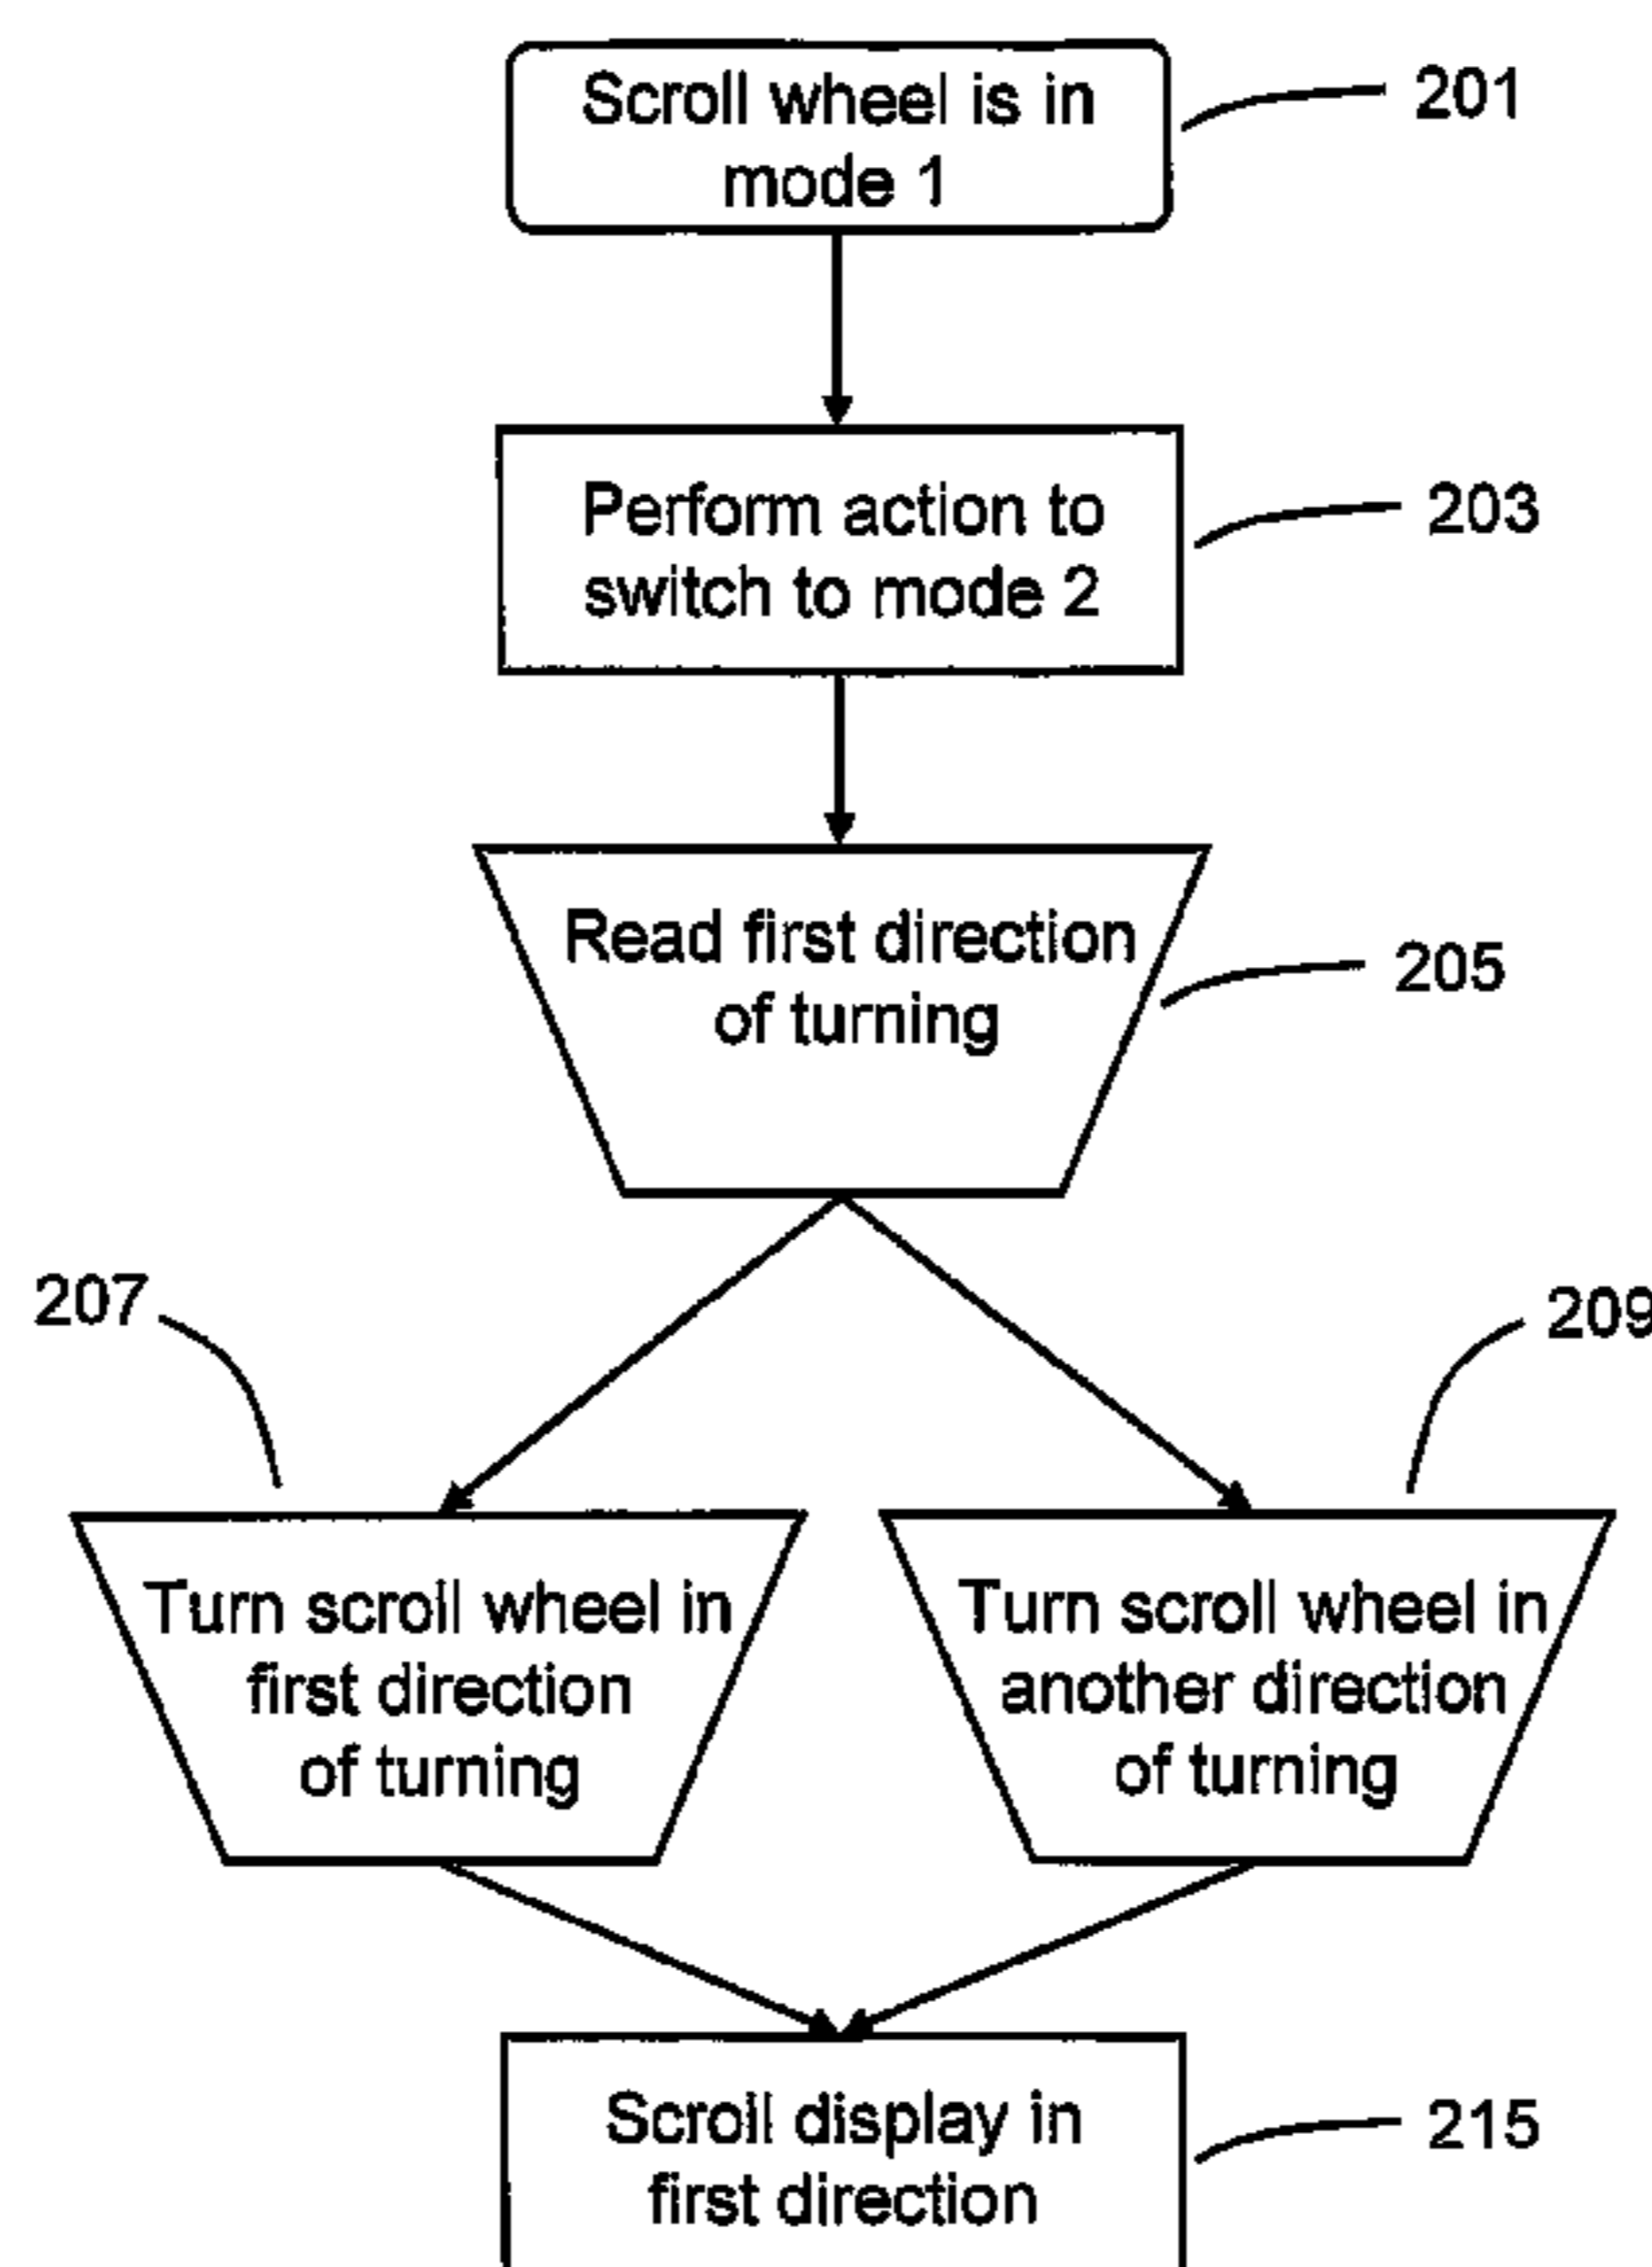 Scroll wheel is in
mode 1
201
Perform action to
switch to mode 2
203
Read first direction
of turning
205
207
209
Turn scroll wheel in
first direction
of turning
Turn scroll wheel in
another direction
of turning
Scroll display in
first direction
215